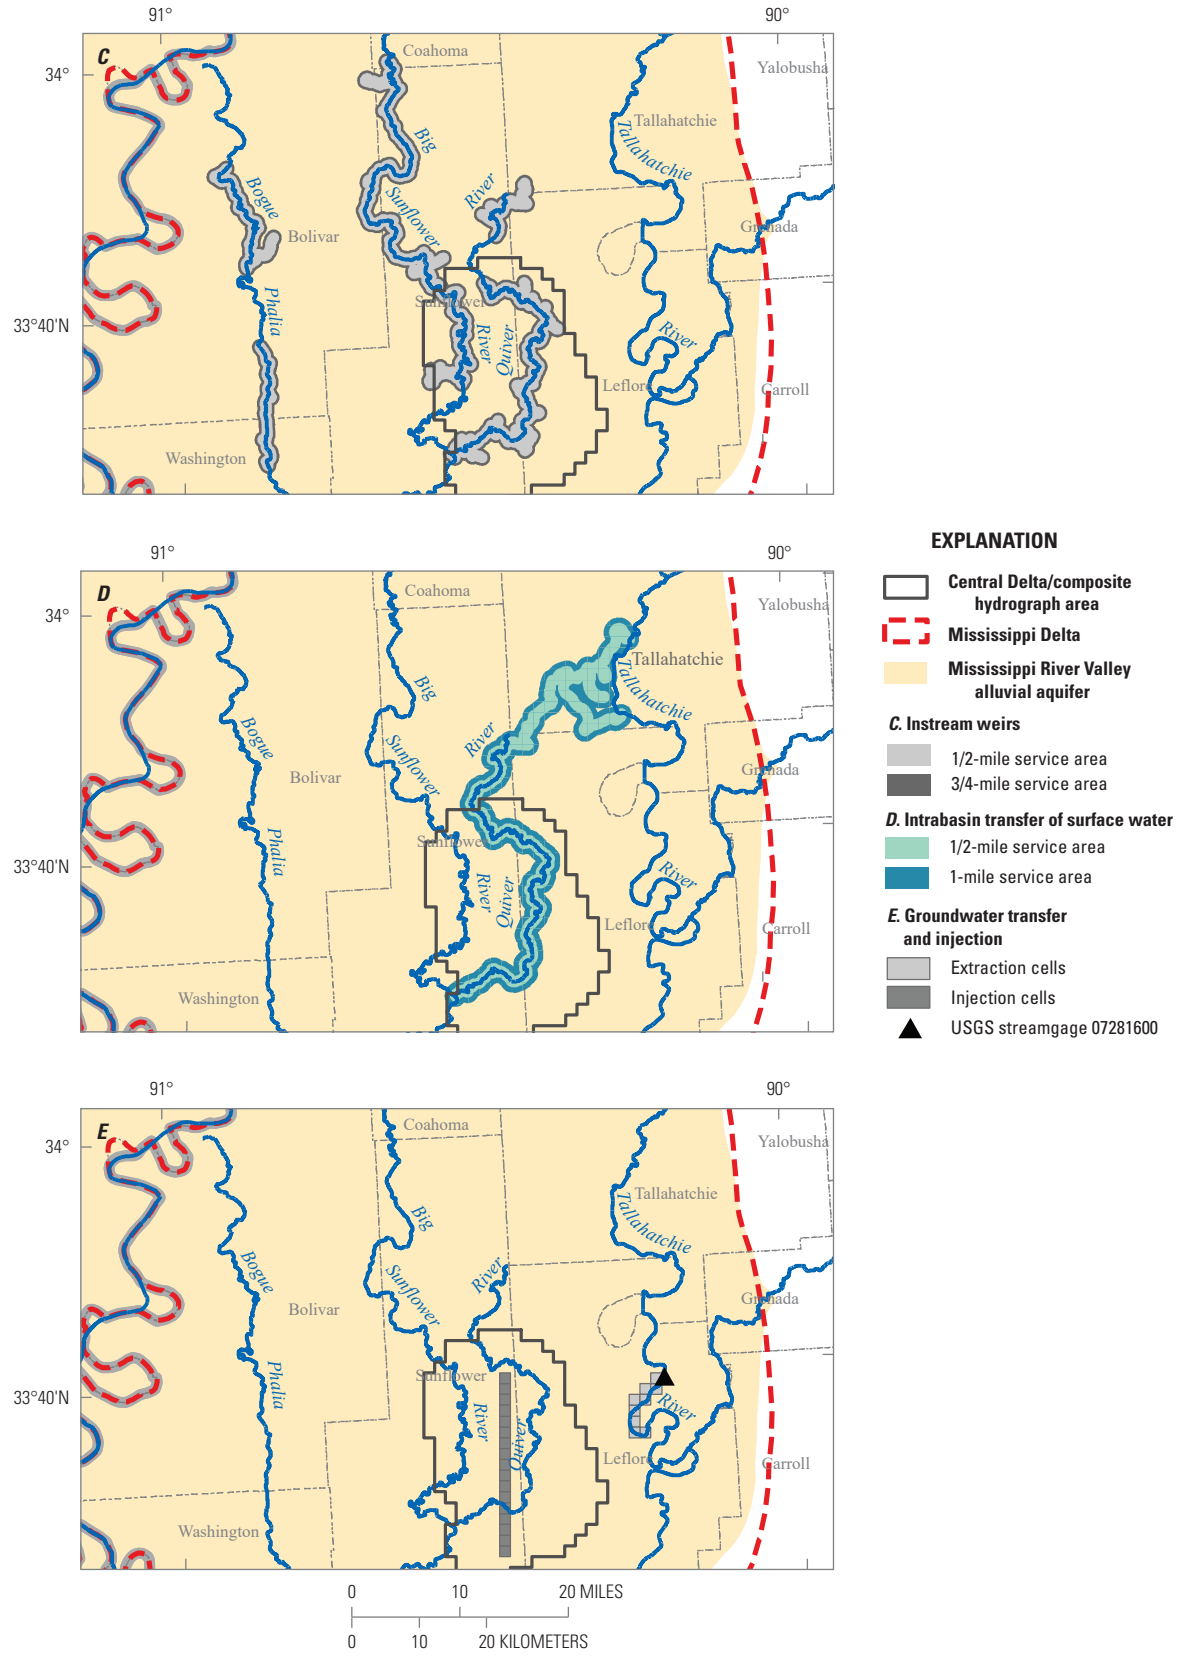 91°
90°
C
Coahoma
Yalobusha
34°
Tallahatchie
Big
Tallahatchie
River
Bogue
Sunflower
Bolivar
Grenada
Sunflower
Phalia
33°40'N
River
Quiver
River
Leflore
Carroll
Washington
91°
90°
D
Coahoma
Yalobusha
34°
Tallahatchie
Tallahatchie
Big
River
Bogue
Sunflower
Bolivar
Grenada
Sunflower
Phalia
33°40'N
River
Quiver
River
Leflore
Carroll
Washington
EXPLANATION
Central Delta/composite
hydrograph area
Mississippi Delta
Mississippi River Valley
alluvial aquifer
C. Instream weirs
1/2-mile service area
3/4-mile service area
D. Intrabasin transfer of surface water
1/2-mile service area
1-mile service area
E. Groundwater transfer
and injection
Extraction cells
Injection cells
USGS streamgage 07281600
91°
90°
E
Coahoma
Yalobusha
34°
Tallahatchie
Big
Tallahatchie
River
Bogue
Sunflower
Bolivar
Grenada
Sunflower
Phalia
33°40'N
River
Quiver
River
Leflore
Carroll
Washington
0 10 20 MILES
0 10 20 KILOMETERS